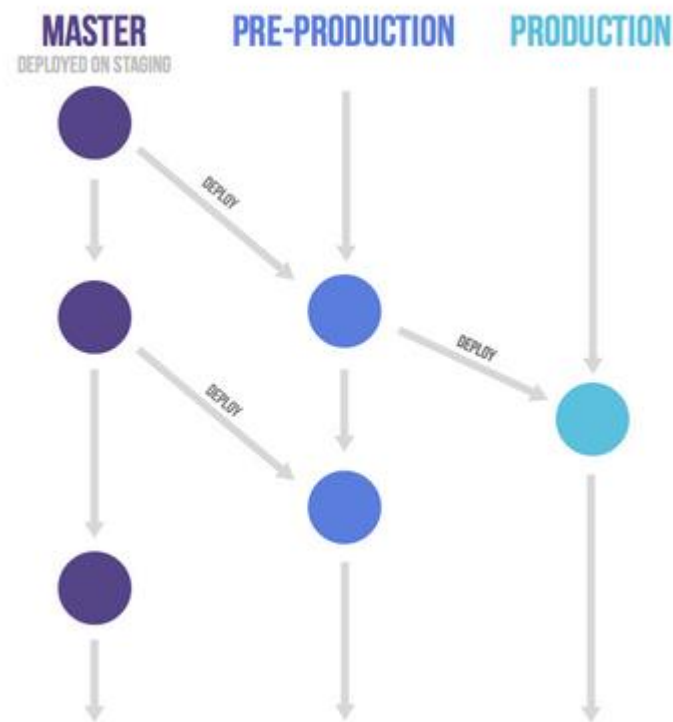 MASTER
DEPLOYED ON STAGING
PRE-PRODUCTION
PRODUCTION
DEPLOY
DEPLOY
DEPLOY